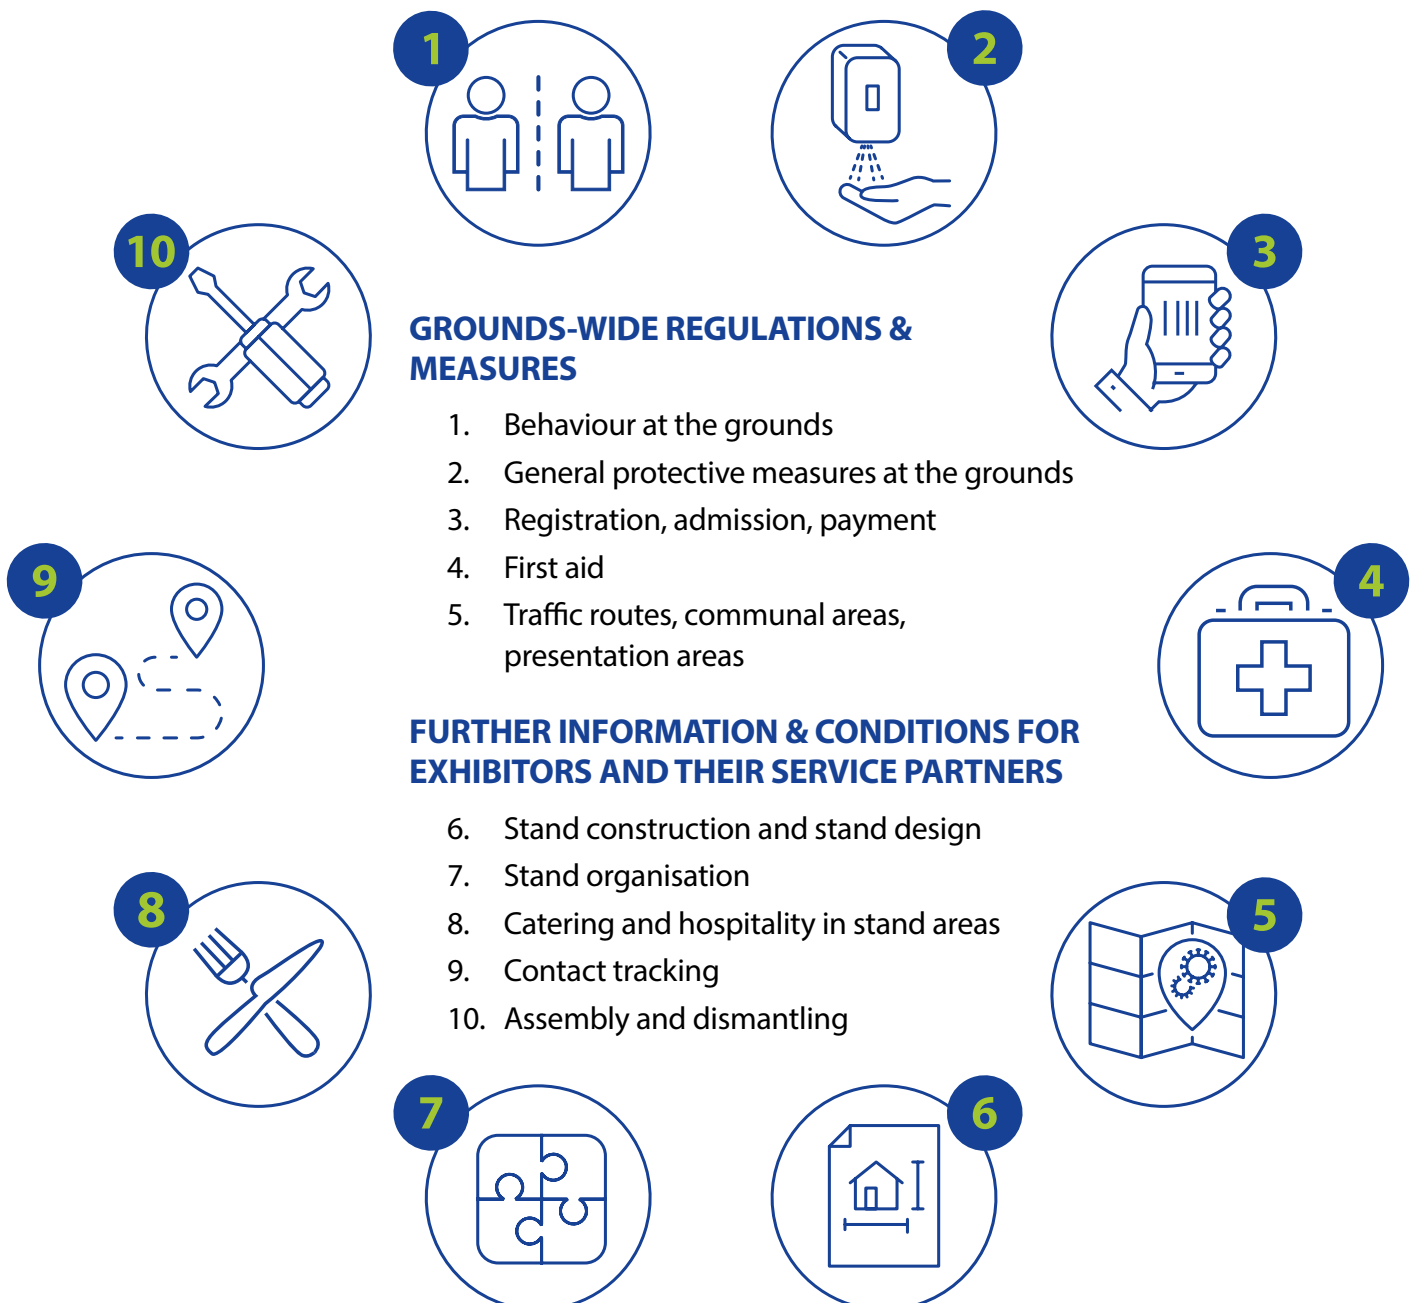 1
2
10
3
GROUNDS-WIDE REGULATIONS &
MEASURES
1. Behaviour at the grounds
2. General protective measures at the grounds
3. Registration, admission, payment
4. First aid
5. Traffic routes, communal areas,
presentation areas
9
4
FURTHER INFORMATION & CONDITIONS FOR
EXHIBITORS AND THEIR SERVICE PARTNERS
6. Stand construction and stand design
7. Stand organisation
8. Catering and hospitality in stand areas
9. Contact tracking
10. Assembly and dismantling
8
5
7
6